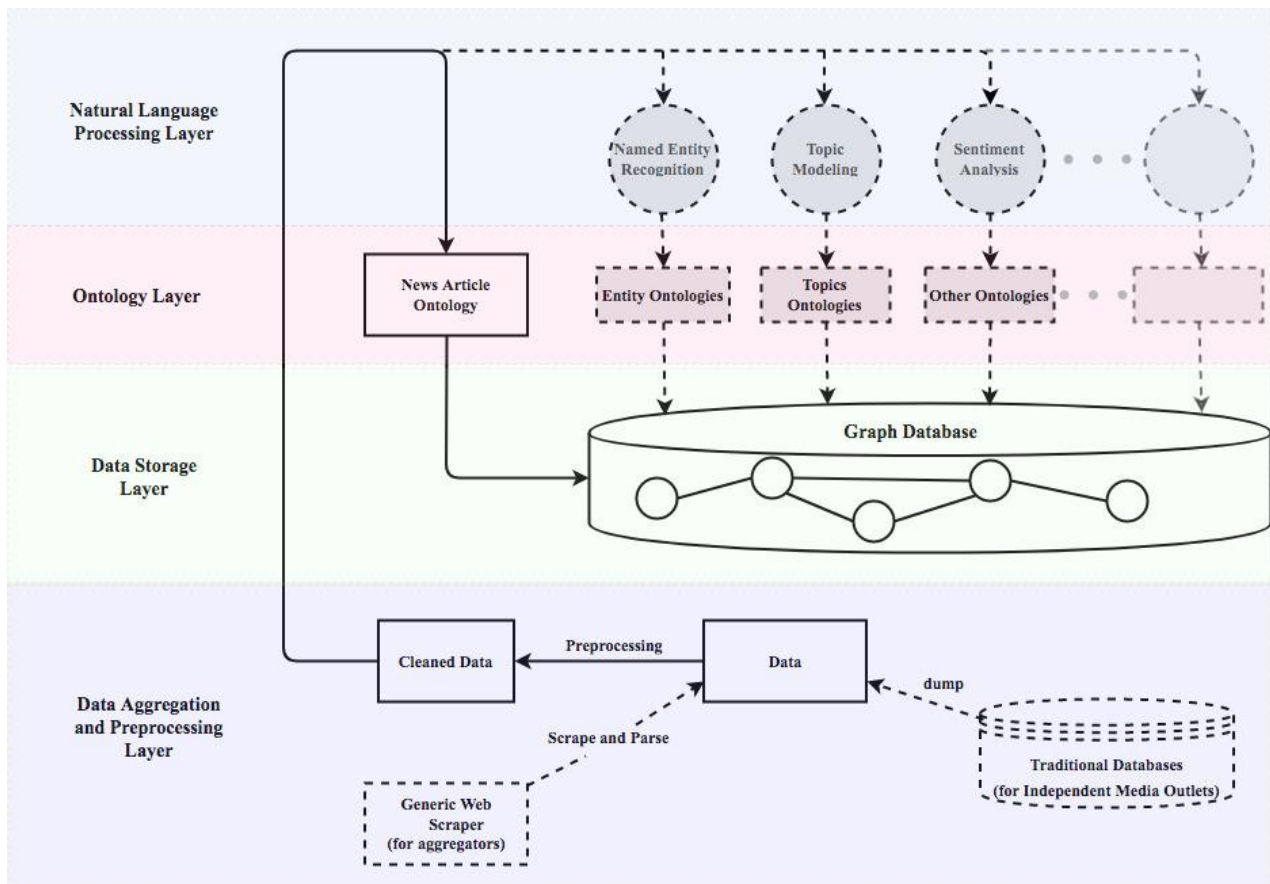 Natural Language
Processing Layer
Named Entity
Recognition
Topic
Modeling
Sentiment
Analysis
Ontology Layer
News Article
Ontology
Entity Ontologies
Topics
Ontologies
Other Ontologies
Data Storage
Layer
Graph Database
Data Aggregation
and Preprocessing
Layer
Cleaned Data
Preprocessing
Data
dump
Scrape and Parse
Traditional Databases
(for Independent Media Outlets)
Generic Web
Scraper
(for aggregators)